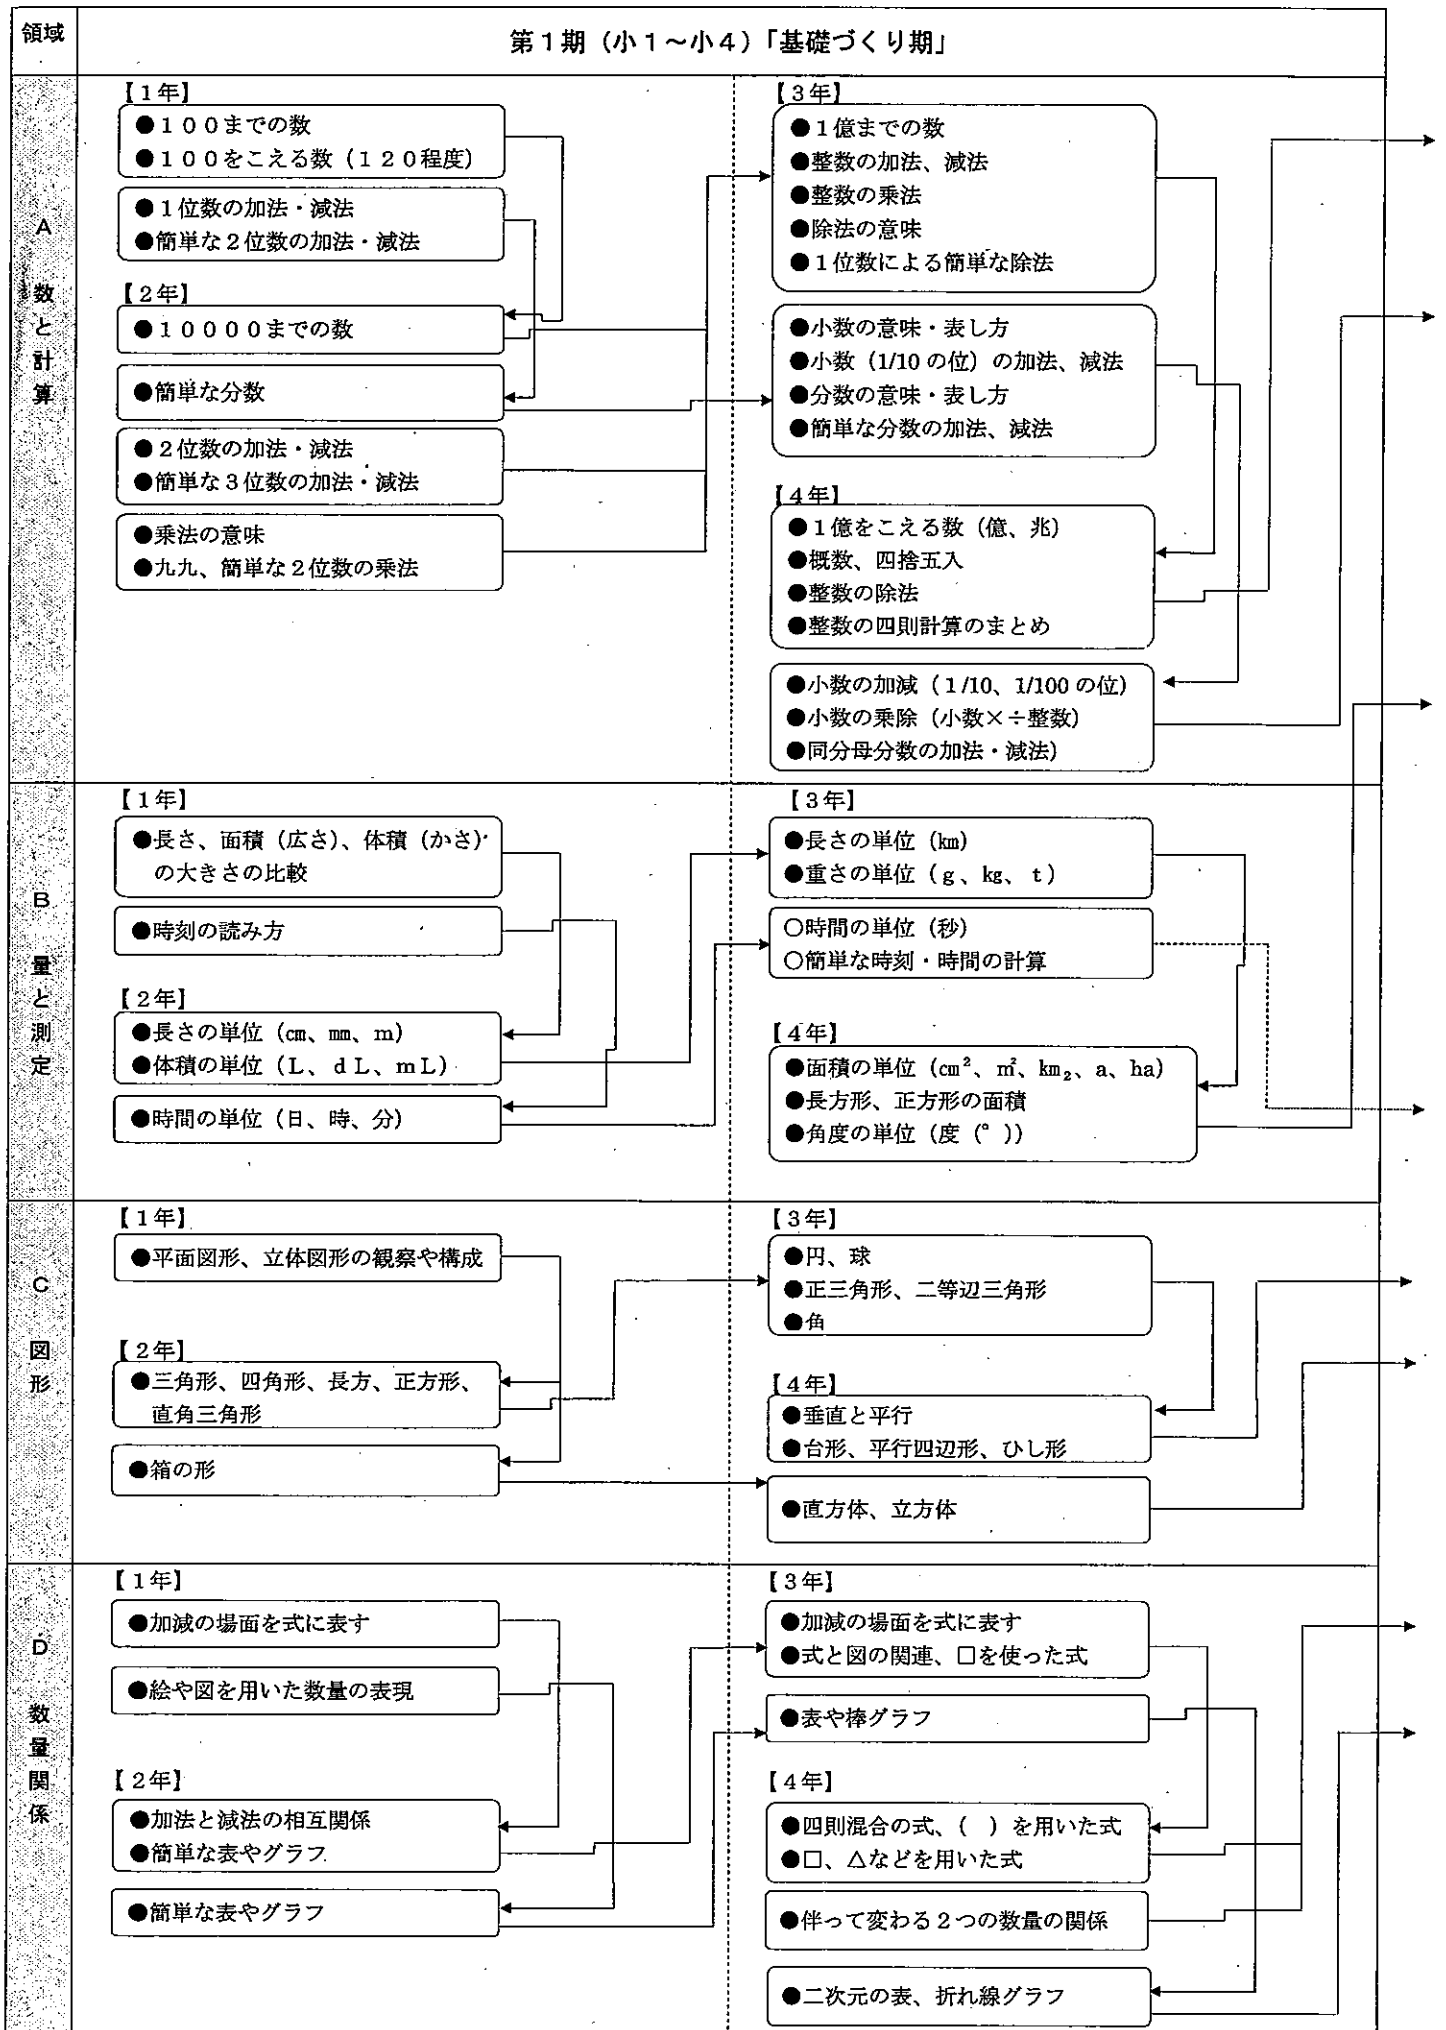 領域
第1期（小1～小4）「基礎づくり期」
A 数と計算
【1年】
●100までの数
●100をこえる数（120程度）
●1位数の加法・減法
●簡単な2位数の加法・減法
【2年】
●10000までの数
●簡単な分数
●2位数の加法・減法
●簡単な3位数の加法・減法
●乗法の意味
●九九、簡単な2位数の乗法
【3年】
●1億までの数
●整数の加法、減法
●整数の乗法
●除法の意味
●1位数による簡単な除法
●小数の意味・表し方
●小数（1/10の位）の加法、減法
●分数の意味・表し方
●簡単な分数の加法、減法
【4年】
●1億をこえる数（億、兆）
●概数、四捨五入
●整数の除法
●整数の四則計算のまとめ
●小数の加減（1/10、1/100の位）
●小数の乗除（小数×÷整数）
●同分母分数の加法・減法）
B 量と測定
【1年】
●長さ、面積（広さ）、体積（かさ）
の大きさの比較
●時刻の読み方
【2年】
●長さの単位（㎝、㎜、m）
●体積の単位（L、dL、mL）
●時間の単位（日、時、分）
【3年】
●長さの単位（㎞）
●重さの単位（g、㎏、t）
○時間の単位（秒）
○簡単な時刻・時間の計算
【4年】
●面積の単位（㎝²、㎡、㎞₂、a、ha）
●長方形、正方形の面積
●角度の単位（度（°））
C 図形
【1年】
●平面図形、立体図形の観察や構成
【2年】
●三角形、四角形、長方、正方形、
直角三角形
●箱の形
【3年】
●円、球
●正三角形、二等辺三角形
●角
【4年】
●垂直と平行
●台形、平行四辺形、ひし形
●直方体、立方体
D 数量関係
【1年】
●加減の場面を式に表す
●絵や図を用いた数量の表現
【2年】
●加法と減法の相互関係
●簡単な表やグラフ
●簡単な表やグラフ
【3年】
●加減の場面を式に表す
●式と図の関連、□を使った式
●表や棒グラフ
【4年】
●四則混合の式、（　）を用いた式
●□、△などを用いた式
●伴って変わる2つの数量の関係
●二次元の表、折れ線グラフ